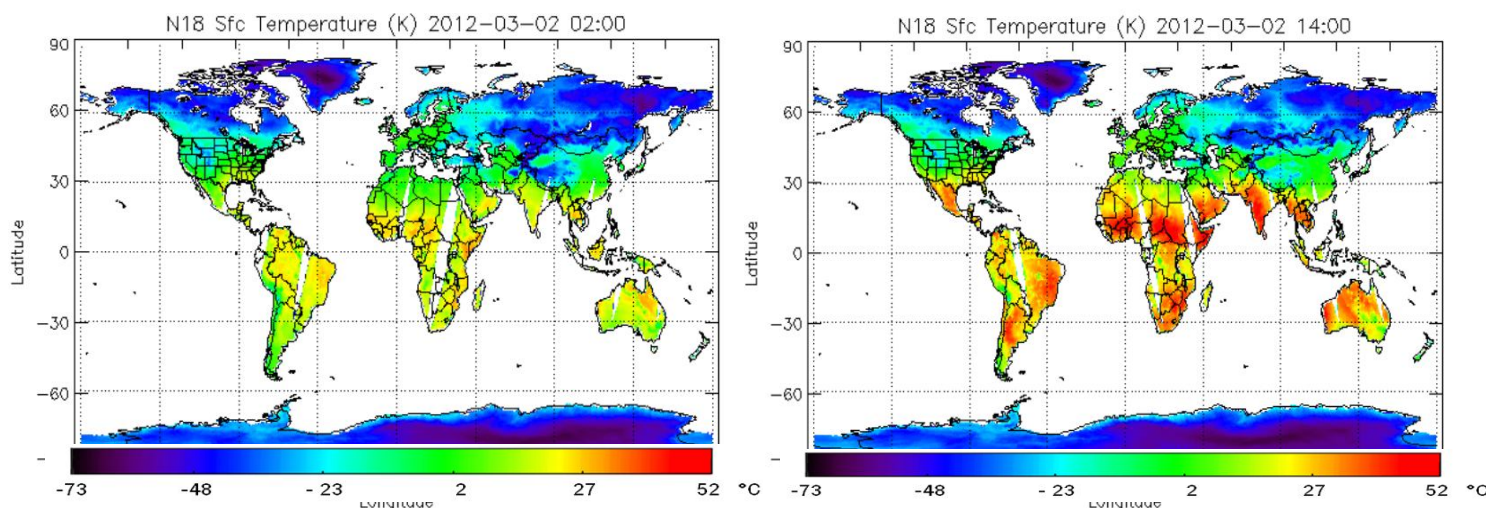 N18 Sfc Temperature (K) 2012-03-02 02:00
90
60
30
0
-30
-60
-
Latitude
-73 -48 -23 2 27 52 °C
Longitude
N18 Sfc Temperature (K) 2012-03-02 14:00
90
60
30
0
-30
-60
-
Latitude
-73 -48 -23 2 27 52 °C
Longitude